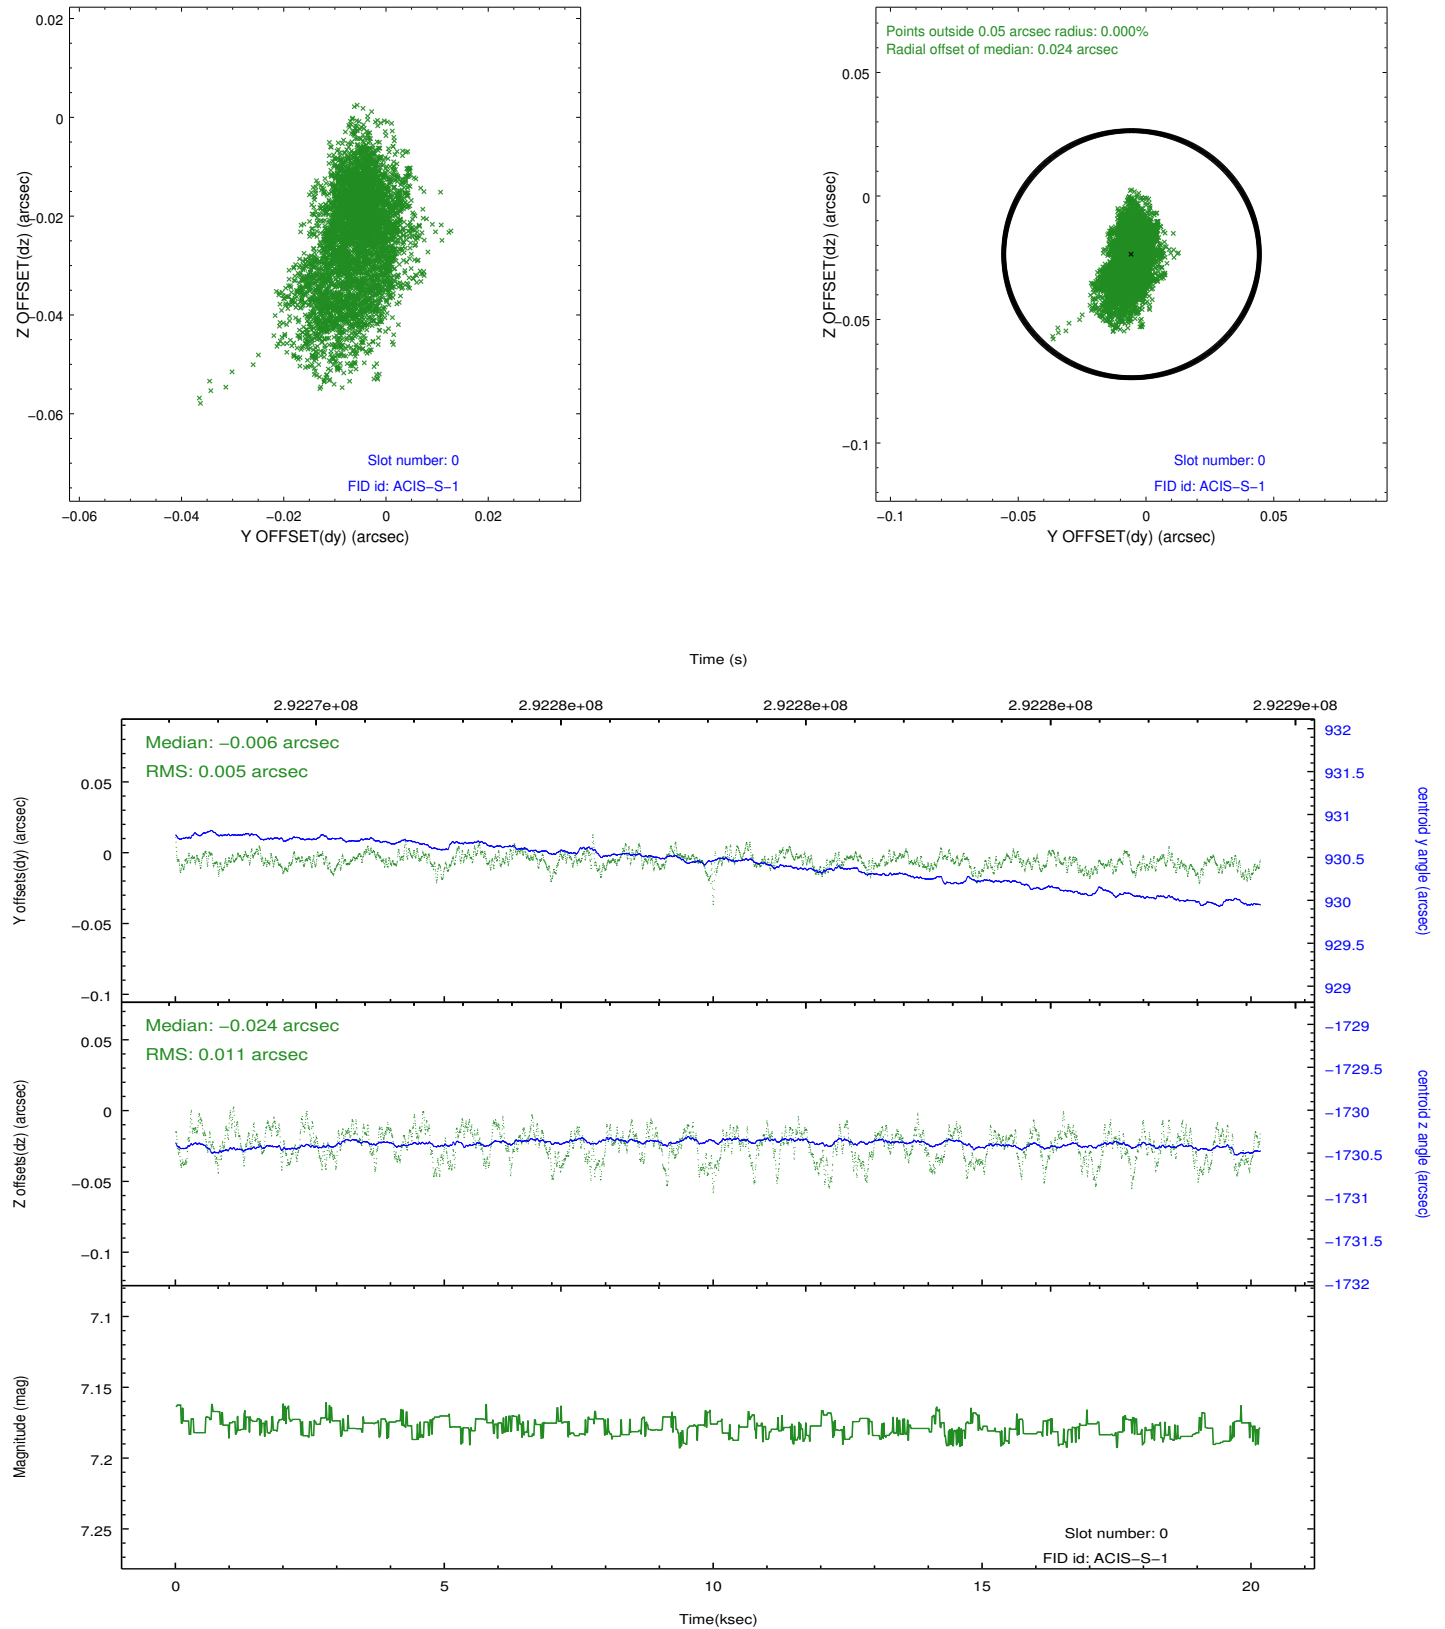 0.02
0
−0.02
−0.04
−0.06
Z OFFSET(dz) (arcsec)
Slot number: 0
FID id: ACIS−S−1
−0.06
−0.04
−0.02
0
0.02
Y OFFSET(dy) (arcsec)
Points outside 0.05 arcsec radius: 0.000%
Radial offset of median: 0.024 arcsec
0.05
0
−0.05
−0.1
Z OFFSET(dz) (arcsec)
Slot number: 0
FID id: ACIS−S−1
−0.1
−0.05
0
0.05
Y OFFSET(dy) (arcsec)
Time (s)
2.9227e+08
2.9228e+08
2.9228e+08
2.9228e+08
2.9229e+08
Median: −0.006 arcsec
RMS: 0.005 arcsec
0.05
0
−0.05
−0.1
Y offsets(dy) (arcsec)
932
931.5
931
930.5
930
929.5
929
centroid y angle (arcsec)
Median: −0.024 arcsec
RMS: 0.011 arcsec
0.05
0
−0.05
−0.1
Z offsets(dz) (arcsec)
−1729
−1729.5
−1730
−1730.5
−1731
−1731.5
−1732
centroid z angle (arcsec)
7.1
7.15
7.2
7.25
Magnitude (mag)
Slot number: 0
FID id: ACIS−S−1
0
5
10
15
20
Time(ksec)